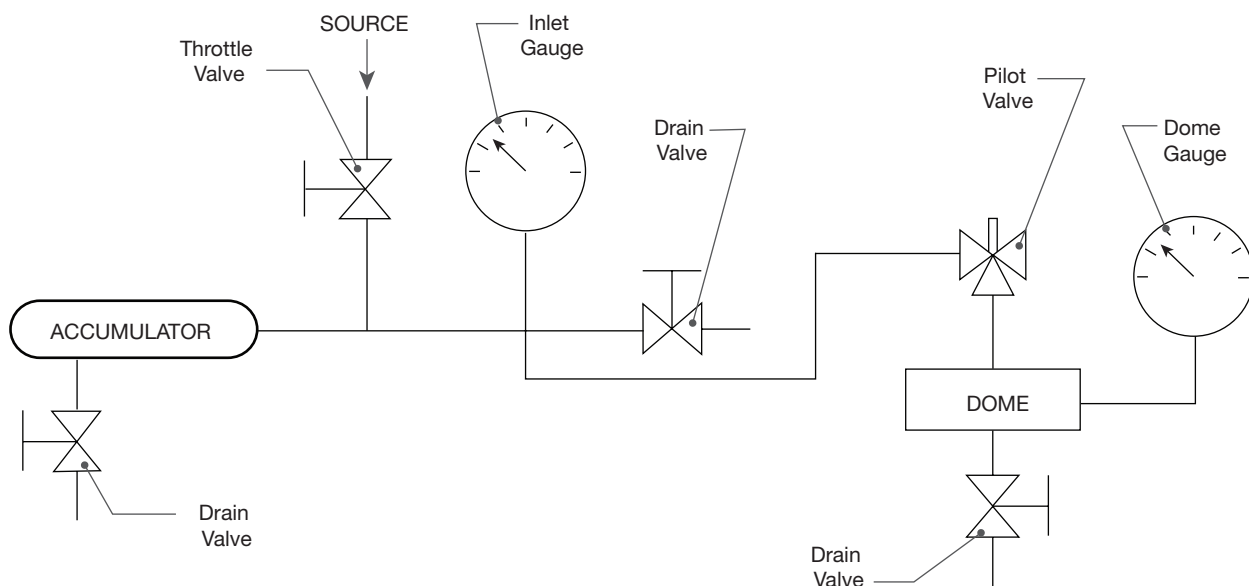 SOURCE
Inlet
Gauge
Throttle
Valve
Drain
Valve
Pilot
Valve
Dome
Gauge
ACCUMULATOR
DOME
Drain
Valve
Drain
Valve